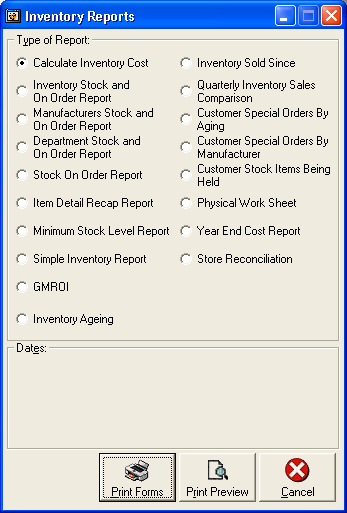 Inventory Reports
Type of Report:
Calculate Inventory Cost
Inventory Stock and
On Order Report
Manufacturers Stock and
On Order Report
Department Stock and
On Order Report
Stock On Order Report
Item Detail Recap Report
Minimum Stock Level Report
Simple Inventory Report
GMROI
Inventory Ageing
Inventory Sold Since
Quarterly Inventory Sales
Comparison
Customer Special Orders By
Aging
Customer Special Orders By
Manufacturer
Customer Stock Items Being
Held
Physical Work Sheet
Year End Cost Report
Store Reconciliation
Dates:
Print Forms
Print Preview
Cancel